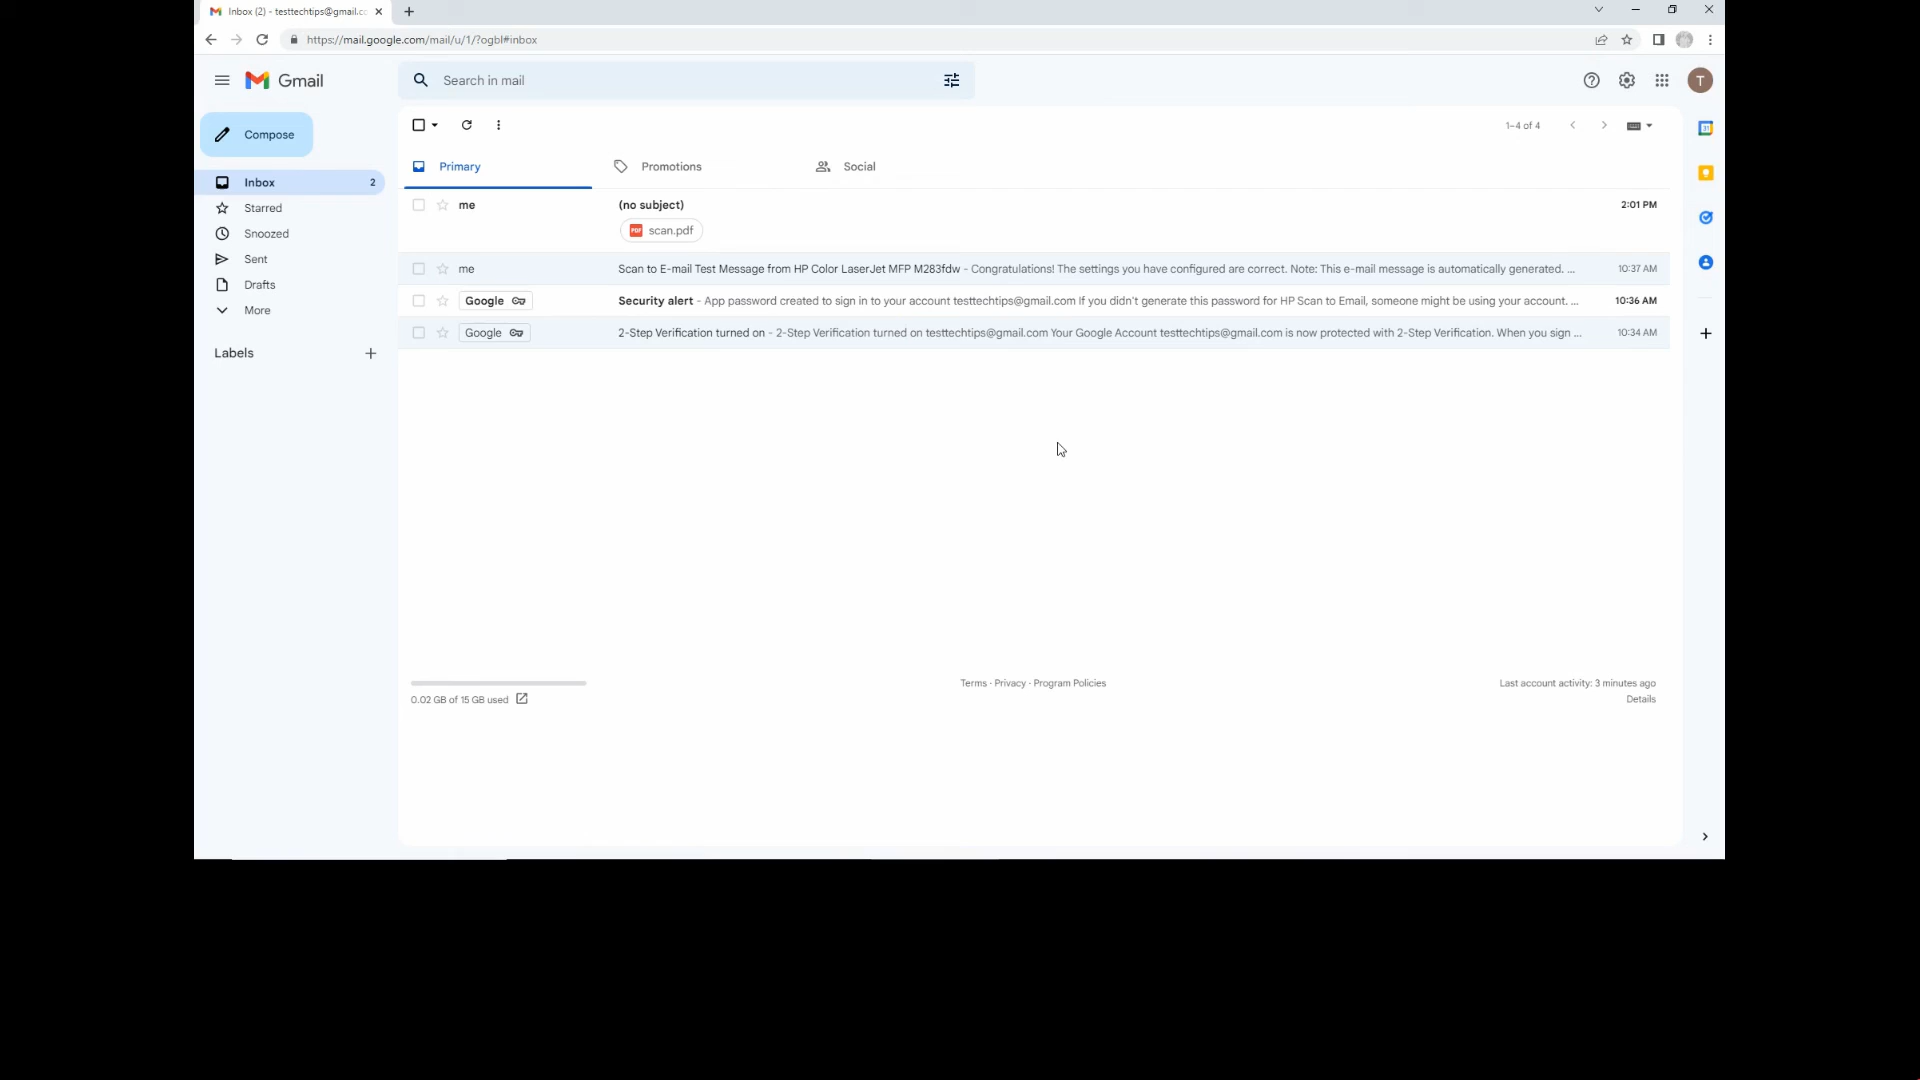 Inbox (2) - testtechtips@gmail.co
https://mail.google.com/mail/u/1/?ogbl#inbox
Gmail
Search in mail
T
Compose
1–4 of 4
Primary
Promotions
Social
Inbox 2
Starred
Snoozed
Sent
Drafts
More
Labels
me (no subject) 2:01 PM
PDF scan.pdf
me Scan to E-mail Test Message from HP Color LaserJet MFP M283fdw - Congratulations! The settings you have configured are correct. Note: This e-mail message is automatically generated. ... 10:37 AM
Google Security alert - App password created to sign in to your account testtechtips@gmail.com If you didn't generate this password for HP Scan to Email, someone might be using your account. ... 10:36 AM
Google 2-Step Verification turned on - 2-Step Verification turned on testtechtips@gmail.com Your Google Account testtechtips@gmail.com is now protected with 2-Step Verification. When you sign ... 10:34 AM
0.02 GB of 15 GB used
Terms · Privacy · Program Policies
Last account activity: 3 minutes ago
Details